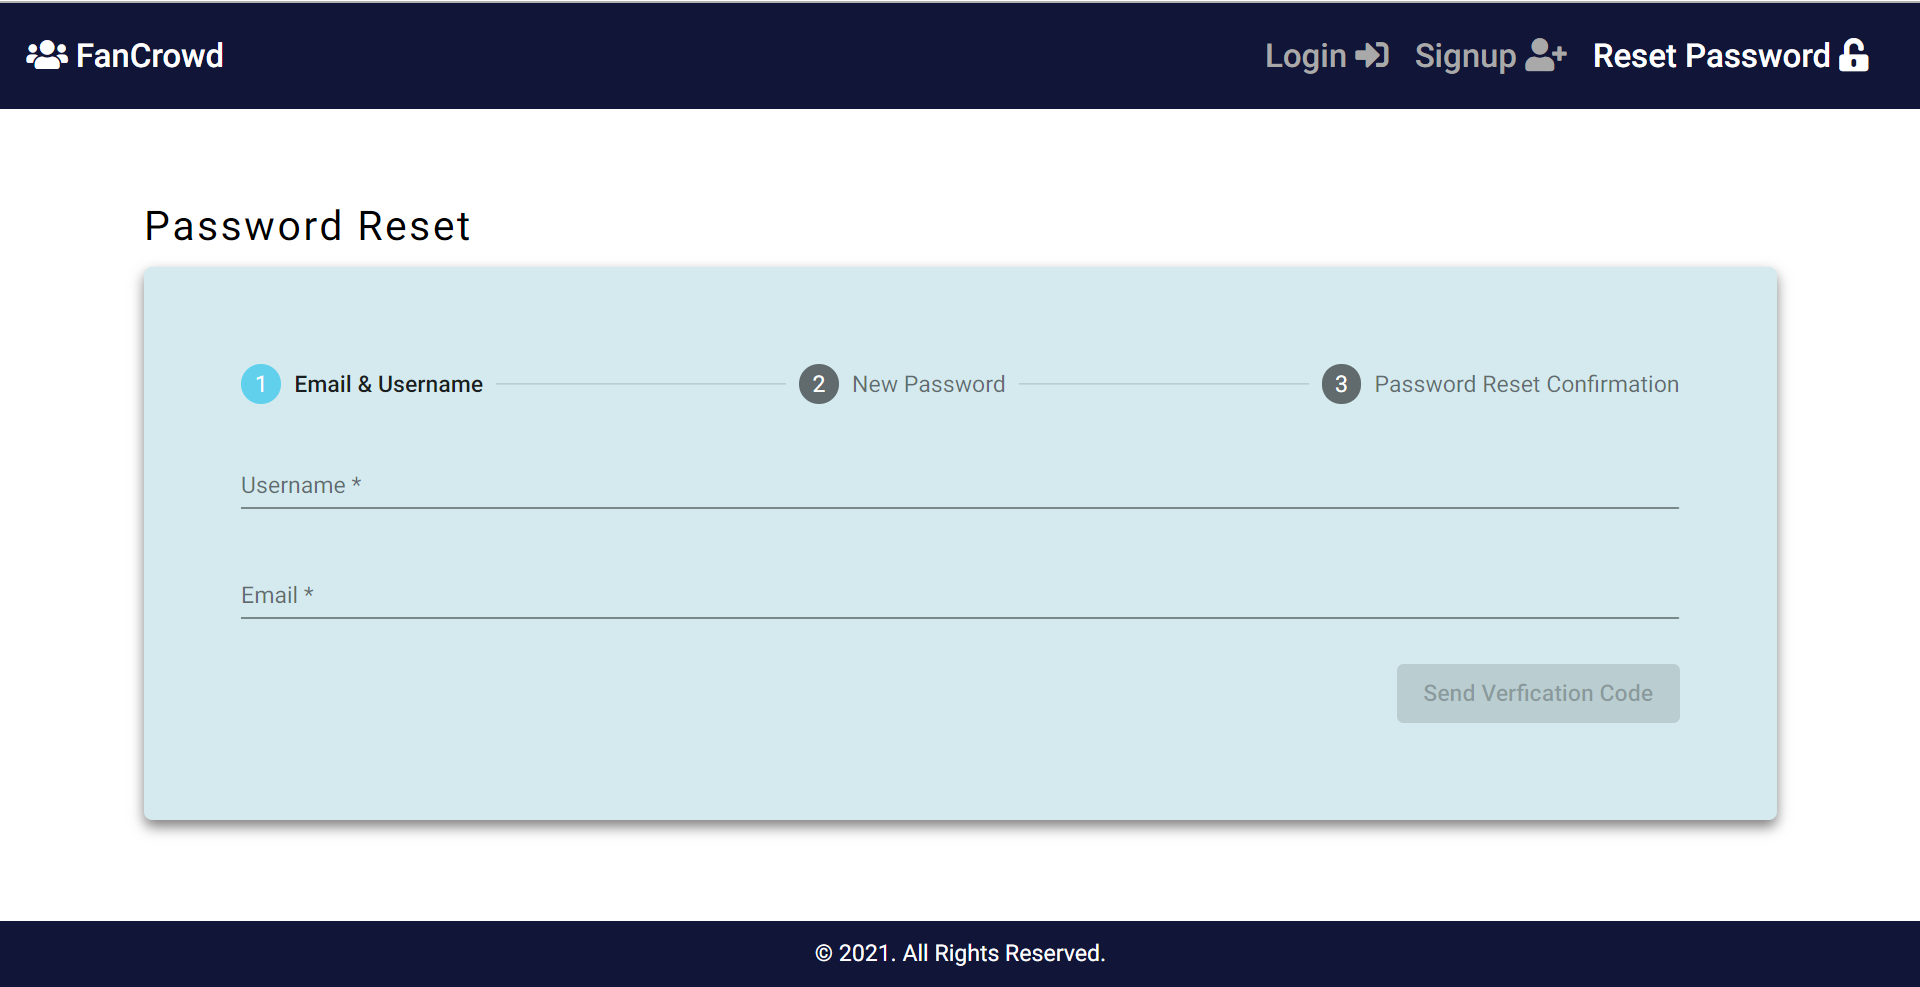 FanCrowd
Login Signup Reset Password
Password Reset
1 Email & Username 2 New Password 3 Password Reset Confirmation
Username *
Email *
Send Verfication Code
© 2021. All Rights Reserved.